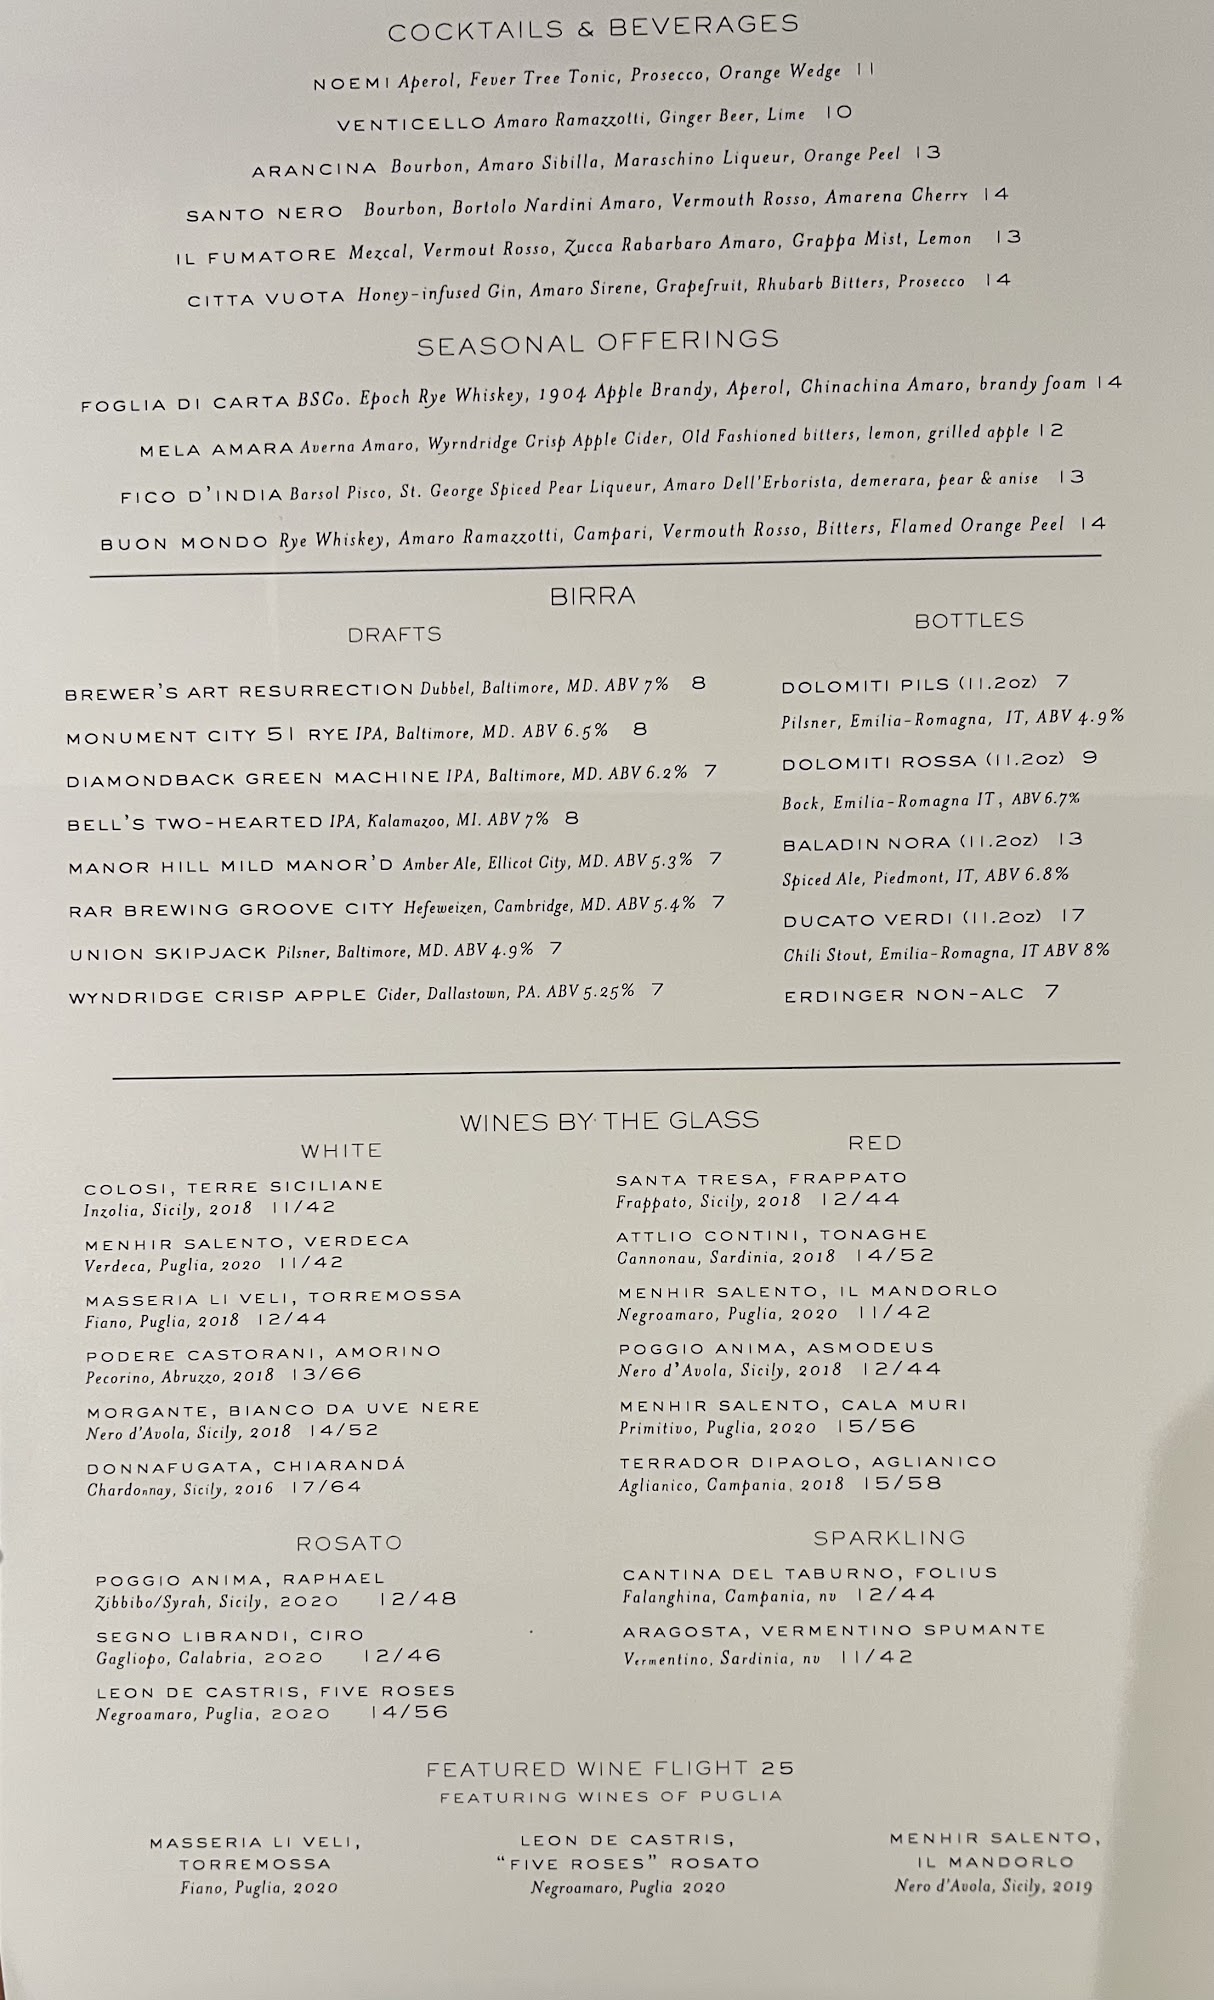 COCKTAILS & BEVERAGES
NOEMI Aperol, Fever Tree Tonic, Prosecco, Orange Wedge 11
VENTICELLO Amaro Ramazzotti, Ginger Beer, Lime 10
ARANCINA Bourbon, Amaro Sibilla, Maraschino Liqueur, Orange Peel 13
SANTO NERO Bourbon, Bortolo Nardini Amaro, Vermouth Rosso, Amarena Cherry 14
IL FUMATORE Mezcal, Vermout Rosso, Zucca Rabarbaro Amaro, Grappa Mist, Lemon 13
CITTA VUOTA Honey-infused Gin, Amaro Sirene, Grapefruit, Rhubarb Bitters, Prosecco 14
SEASONAL OFFERINGS
FOGLIA DI CARTA BSCo. Epoch Rye Whiskey, 1904 Apple Brandy, Aperol, Chinachina Amaro, brandy foam 14
MELA AMARA Averna Amaro, Wyrndridge Crisp Apple Cider, Old Fashioned bitters, lemon, grilled apple 12
FICO D'INDIA Barsol Pisco, St. George Spiced Pear Liqueur, Amaro Dell'Erborista, demerara, pear & anise 13
BUON MONDO Rye Whiskey, Amaro Ramazzotti, Campari, Vermouth Rosso, Bitters, Flamed Orange Peel 14
BIRRA
DRAFTS
BREWER'S ART RESURRECTION Dubbel, Baltimore, MD. ABV 7% 8
MONUMENT CITY 51 RYE IPA, Baltimore, MD. ABV 6.5% 8
DIAMONDBACK GREEN MACHINE IPA, Baltimore, MD. ABV 6.2% 7
BELL'S TWO-HEARTED IPA, Kalamazoo, MI. ABV 7% 8
MANOR HILL MILD MANOR'D Amber Ale, Ellicot City, MD. ABV 5.3% 7
RAR BREWING GROOVE CITY Hefeweizen, Cambridge, MD. ABV 5.4% 7
UNION SKIPJACK Pilsner, Baltimore, MD. ABV 4.9% 7
WYNDRIDGE CRISP APPLE Cider, Dallastown, PA. ABV 5.25% 7
BOTTLES
DOLOMITI PILS (11.2oz) 7
Pilsner, Emilia-Romagna, IT, ABV 4.9%
DOLOMITI ROSSA (11.2oz) 9
Bock, Emilia-Romagna IT, ABV 6.7%
BALADIN NORA (11.2oz) 13
Spiced Ale, Piedmont, IT, ABV 6.8%
DUCATO VERDI (11.2oz) 17
Chili Stout, Emilia-Romagna, IT ABV 8%
ERDINGER NON-ALC 7
WINES BY THE GLASS
WHITE
COLOSI, TERRE SICILIANE
Inzolia, Sicily, 2018 11/42
MENHIR SALENTO, VERDECA
Verdeca, Puglia, 2020 11/42
MASSERIA LI VELI, TORREMOSSA
Fiano, Puglia, 2018 12/44
PODERE CASTORANI, AMORINO
Pecorino, Abruzzo, 2018 13/66
MORGANTE, BIANCO DA UVE NERE
Nero d'Avola, Sicily, 2018 14/52
DONNAFUGATA, CHIARANDÁ
Chardonnay, Sicily, 2016 17/64
RED
SANTA TRESA, FRAPPATO
Frappato, Sicily, 2018 12/44
ATTLIO CONTINI, TONAGHE
Cannonau, Sardinia, 2018 14/52
MENHIR SALENTO, IL MANDORLO
Negroamaro, Puglia, 2020 11/42
POGGIO ANIMA, ASMODEUS
Nero d'Avola, Sicily, 2018 12/44
MENHIR SALENTO, CALA MURI
Primitivo, Puglia, 2020 15/56
TERRADOR DIPAOLO, AGLIANICO
Aglianico, Campania, 2018 15/58
ROSATO
POGGIO ANIMA, RAPHAEL
Zibbibo/Syrah, Sicily, 2020 12/48
SEGNO LIBRANDI, CIRO
Gagliopo, Calabria, 2020 12/46
LEON DE CASTRIS, FIVE ROSES
Negroamaro, Puglia, 2020 14/56
SPARKLING
CANTINA DEL TABURNO, FOLIUS
Falanghina, Campania, nv 12/44
ARAGOSTA, VERMENTINO SPUMANTE
Vermentino, Sardinia, nv 11/42
FEATURED WINE FLIGHT 25
FEATURING WINES OF PUGLIA
MASSERIA LI VELI,
TORREMOSSA
Fiano, Puglia, 2020
LEON DE CASTRIS,
"FIVE ROSES" ROSATO
Negroamaro, Puglia 2020
MENHIR SALENTO,
IL MANDORLO
Nero d'Avola, Sicily, 2019